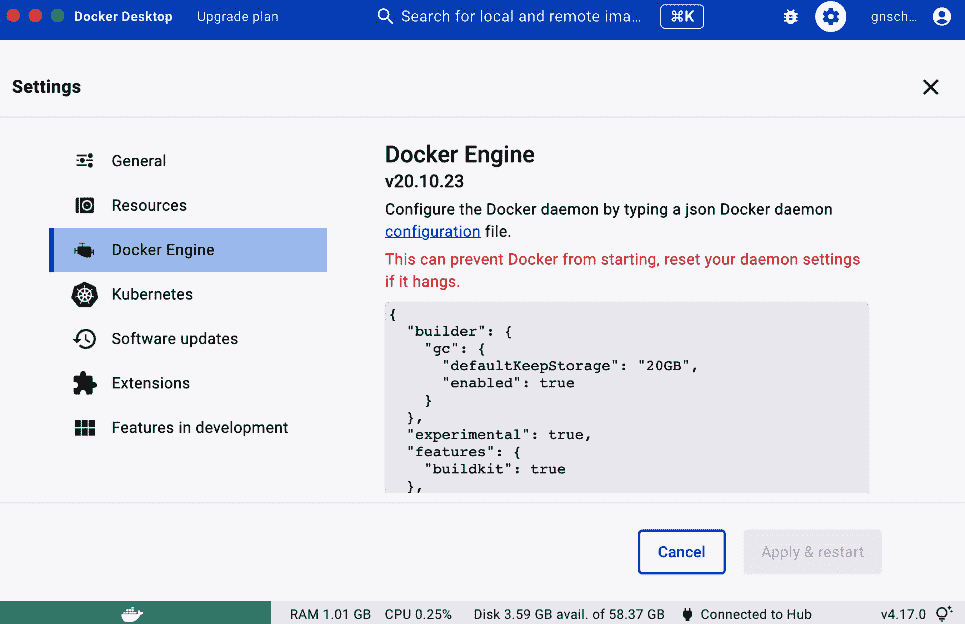 Docker Desktop Upgrade plan Search for local and remote ima... ⌘K gnsch...
Settings
General
Resources
Docker Engine
Kubernetes
Software updates
Extensions
Features in development
Docker Engine
v20.10.23
Configure the Docker daemon by typing a json Docker daemon
configuration file.
This can prevent Docker from starting, reset your daemon settings
if it hangs.
{
  "builder": {
    "gc": {
      "defaultKeepStorage": "20GB",
      "enabled": true
    }
  },
  "experimental": true,
  "features": {
    "buildkit": true
  },
Cancel Apply & restart
RAM 1.01 GB CPU 0.25% Disk 3.59 GB avail. of 58.37 GB Connected to Hub v4.17.0